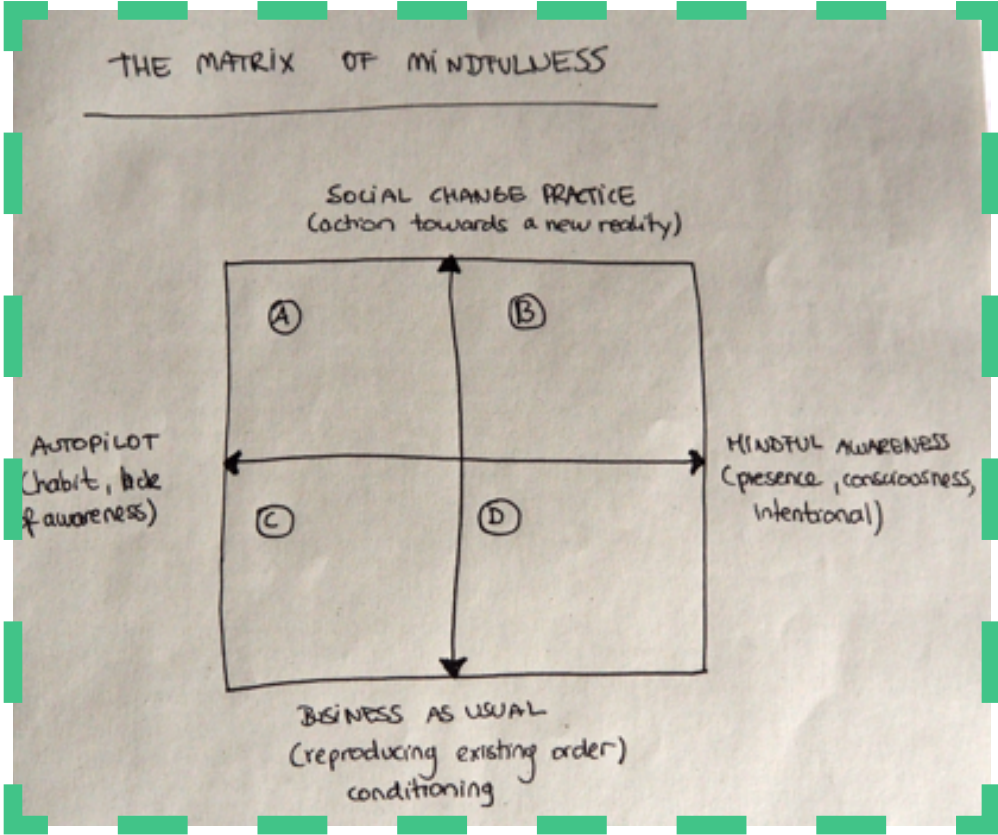 THE MATRIX OF MINDFULNESS
SOCIAL CHANGE PRACTICE
(action towards a new reality)
A
B
AUTOPILOT
(habit, lack
of awareness)
MINDFUL AWARENESS
(presence, consciousness,
intentional)
C
D
BUSINESS AS USUAL
(reproducing existing order)
conditioning